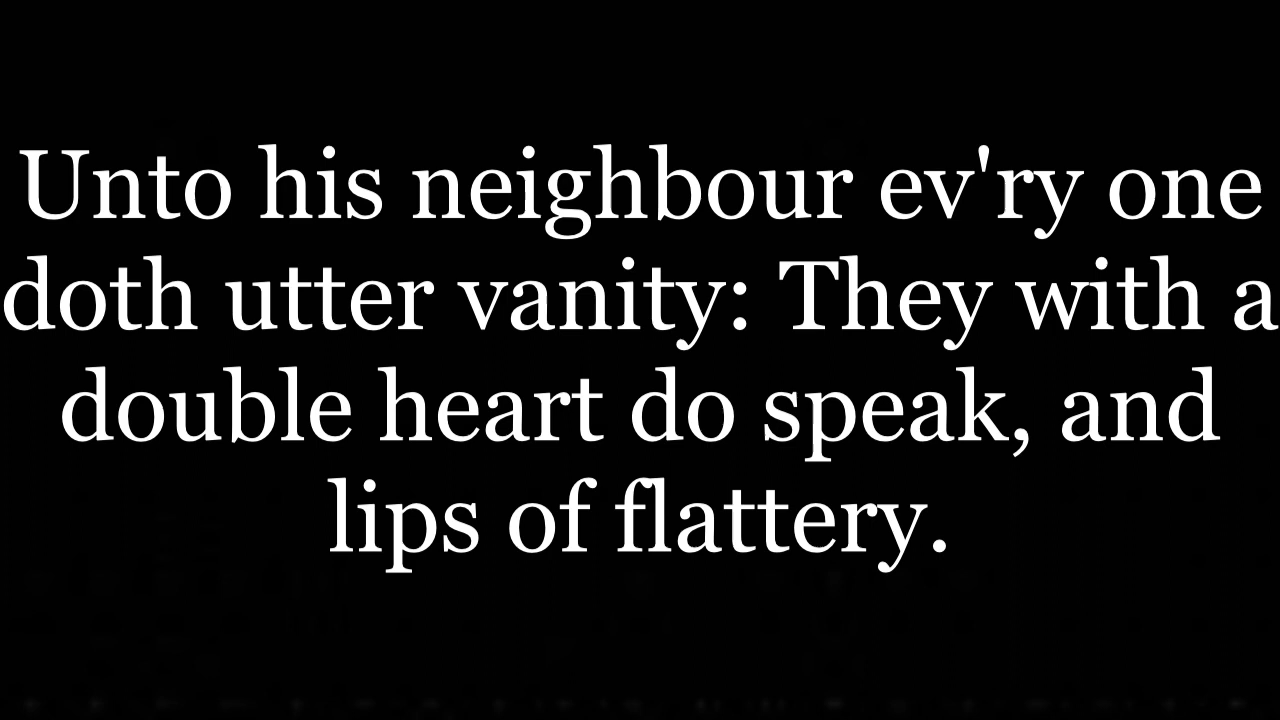 Unto his neighbour ev'ry one
doth utter vanity: They with a
double heart do speak, and
lips of flattery.